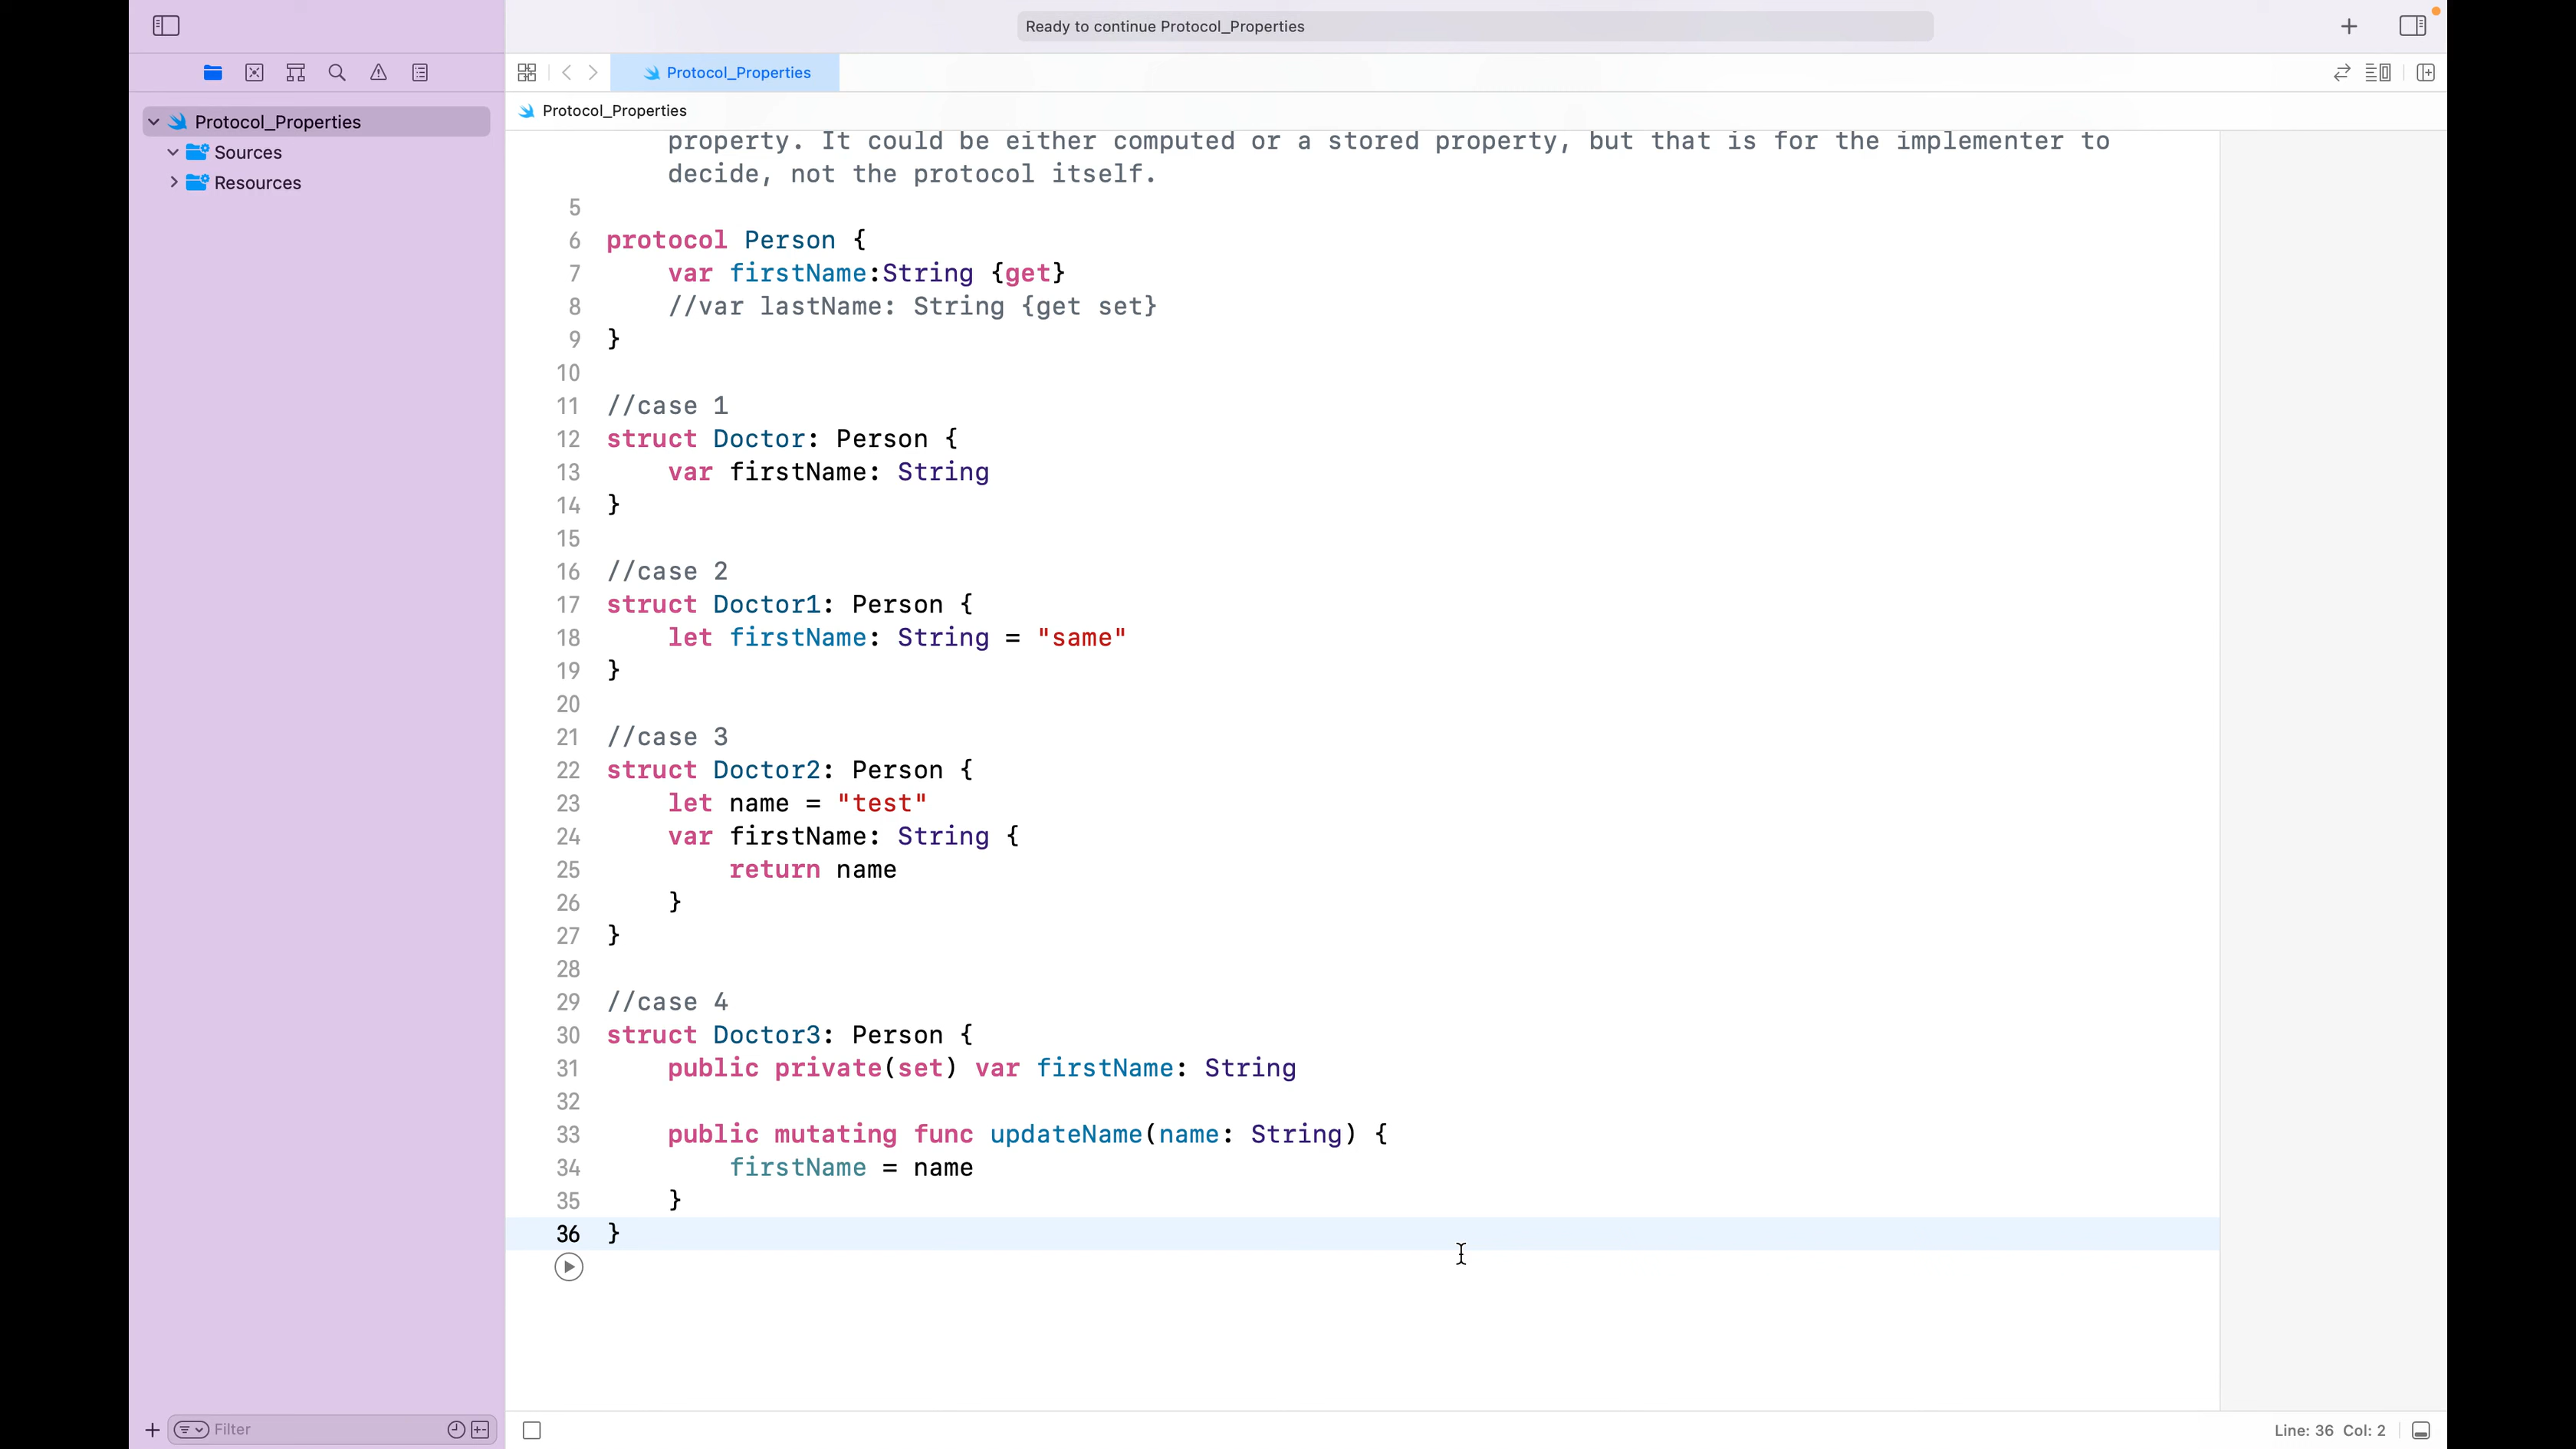 Ready to continue Protocol_Properties
Protocol_Properties
Protocol_Properties
Protocol_Properties
Sources
Resources
property. It could be either computed or a stored property, but that is for the implementer to
decide, not the protocol itself.
5
6 protocol Person {
7 var firstName:String {get}
8 //var lastName: String {get set}
9 }
10
11 //case 1
12 struct Doctor: Person {
13 var firstName: String
14 }
15
16 //case 2
17 struct Doctor1: Person {
18 let firstName: String = "same"
19 }
20
21 //case 3
22 struct Doctor2: Person {
23 let name = "test"
24 var firstName: String {
25 return name
26 }
27 }
28
29 //case 4
30 struct Doctor3: Person {
31 public private(set) var firstName: String
32
33 public mutating func updateName(name: String) {
34 firstName = name
35 }
36 }
Filter
Line: 36 Col: 2